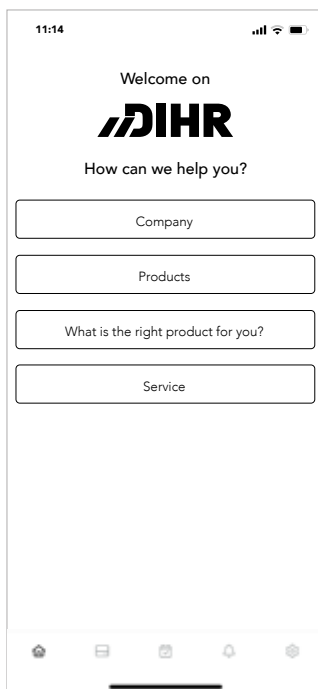 11:14
Welcome on
DIHR
How can we help you?
Company
Products
What is the right product for you?
Service